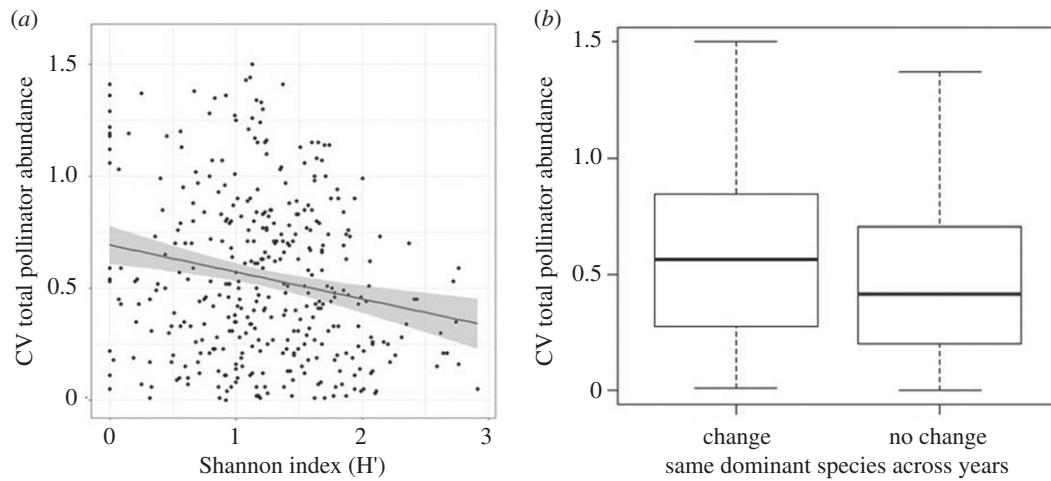 (a)
CV total pollinator abundance
1.5
1.0
0.5
0
0
1
2
3
Shannon index (H')
(b)
CV total pollinator abundance
1.5
1.0
0.5
0
change
no change
same dominant species across years